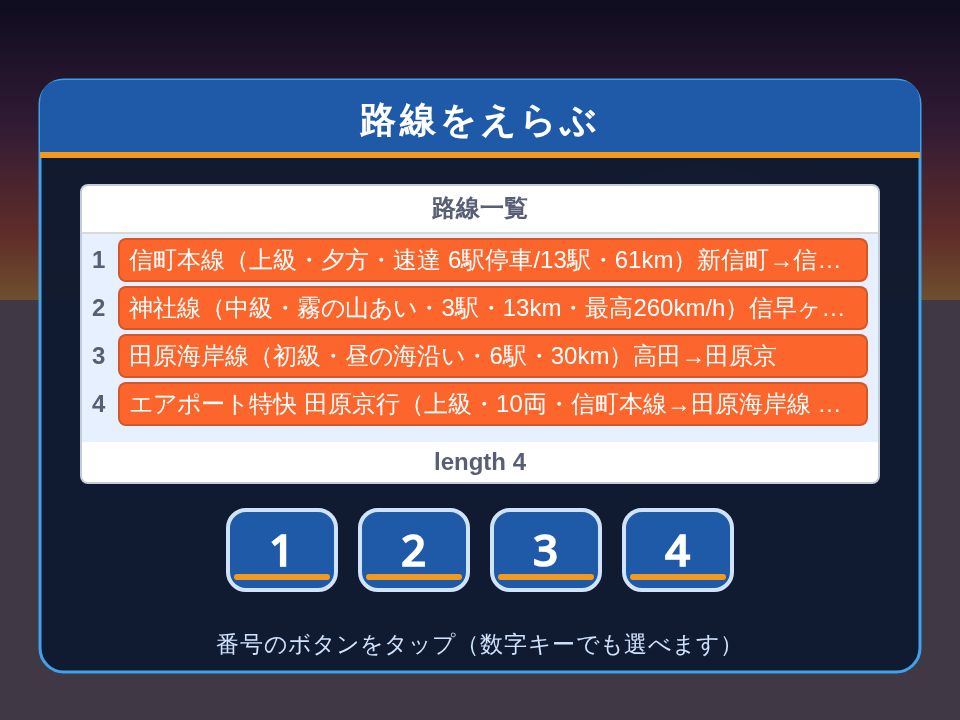 路線をえらぶ
路線一覧
1 信町本線（上級・夕方・速達 6駅停車/13駅・61km）新信町→信…
2 神社線（中級・霧の山あい・3駅・13km・最高260km/h）信早ヶ…
3 田原海岸線（初級・昼の海沿い・6駅・30km）高田→田原京
4 エアポート特快 田原京行（上級・10両・信町本線→田原海岸線 …
length 4
1 2 3 4
番号のボタンをタップ（数字キーでも選べます）